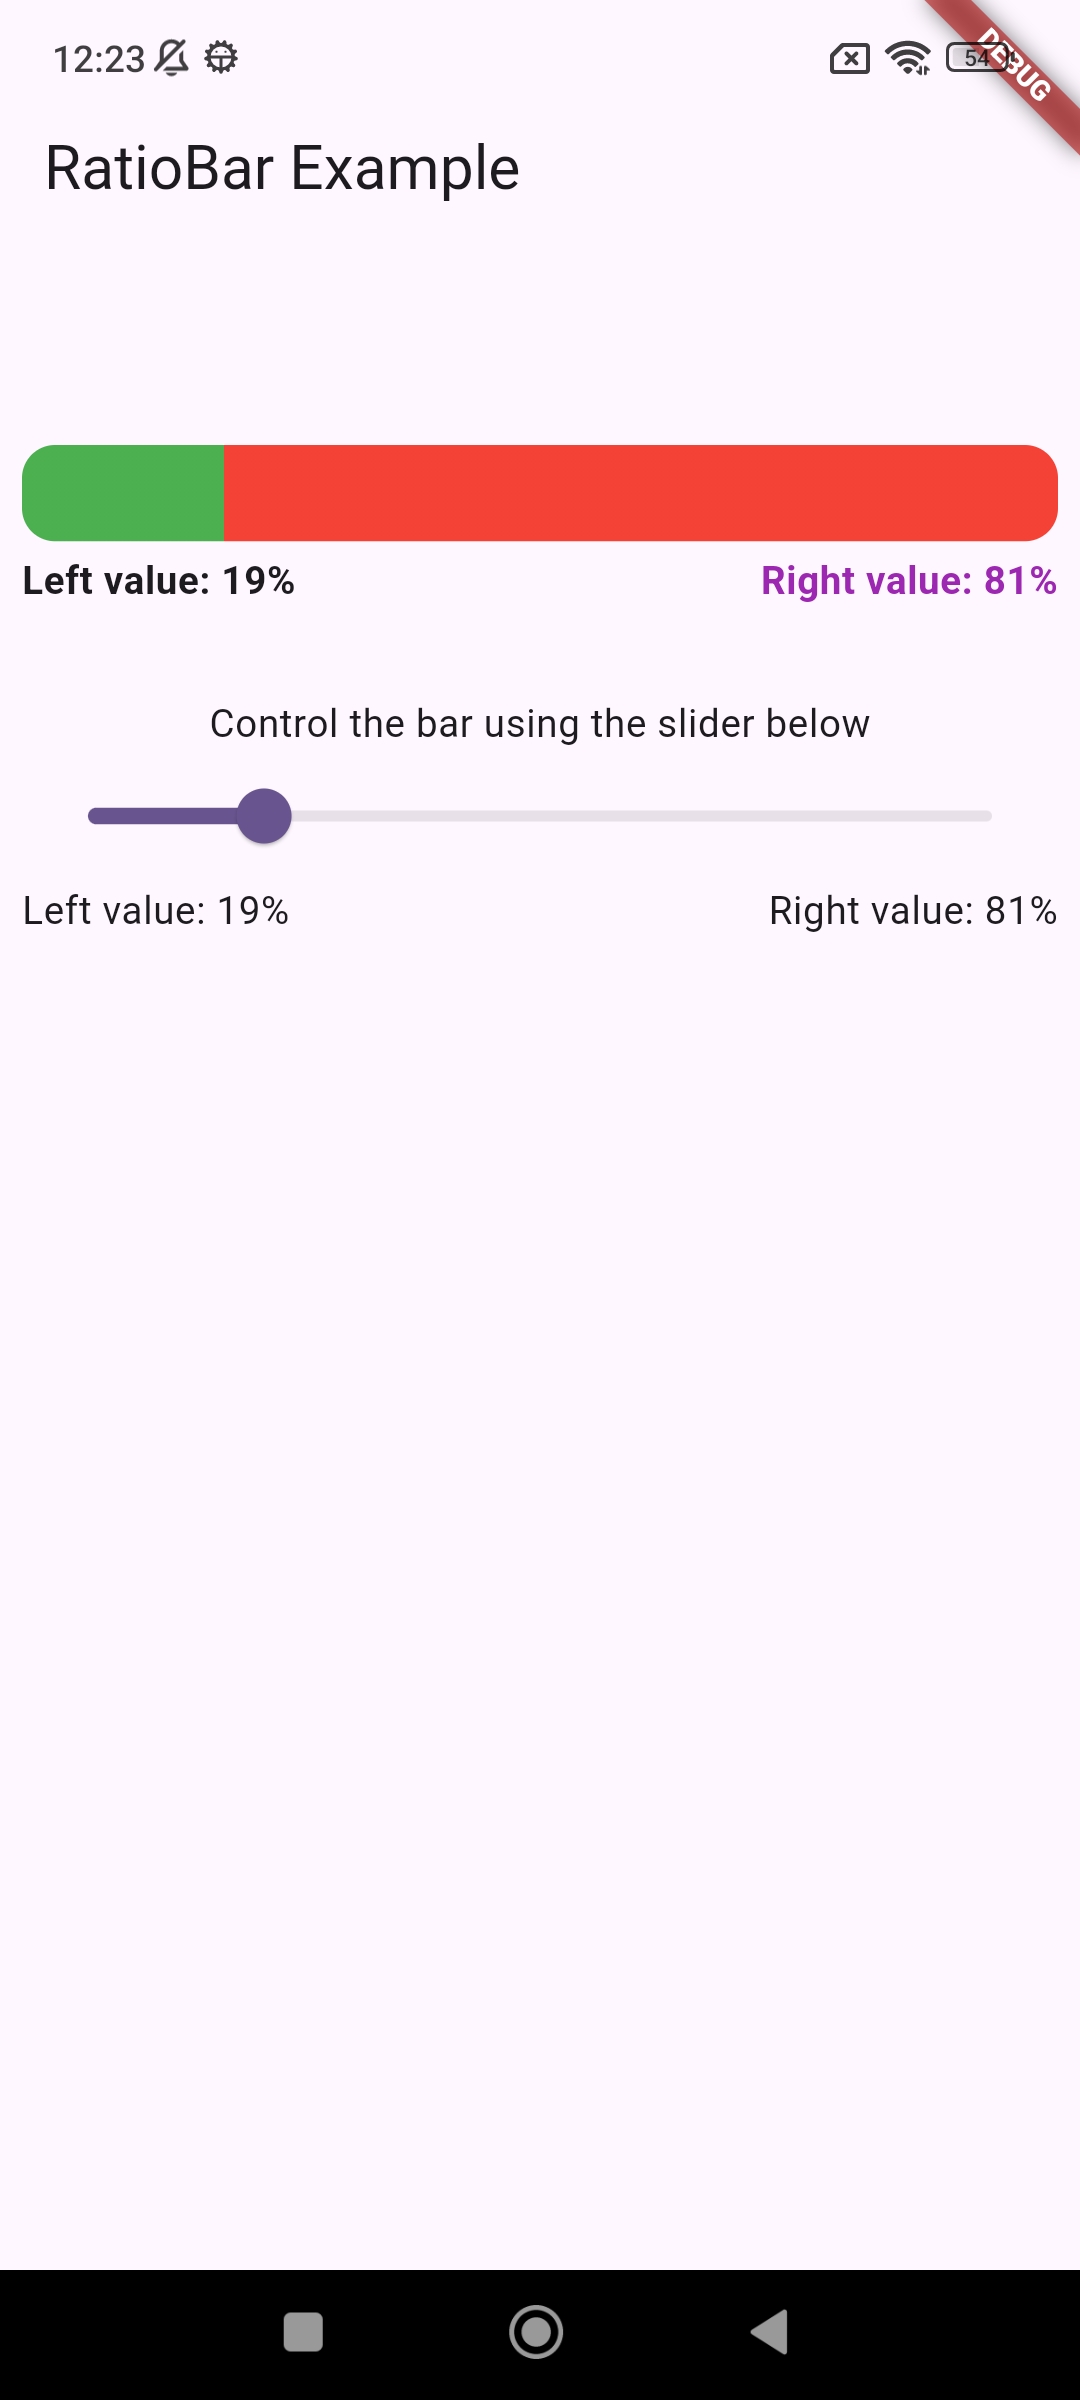 12:23
54
DEBUG
RatioBar Example
Left value: 19%
Right value: 81%
Control the bar using the slider below
Left value: 19%
Right value: 81%